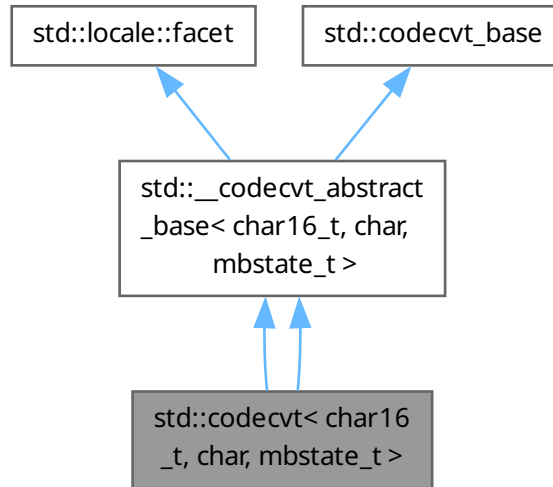 std::locale::facet
std::codecvt_base
std::__codecvt_abstract
_base< char16_t, char,
mbstate_t >
std::codecvt< char16
_t, char, mbstate_t >